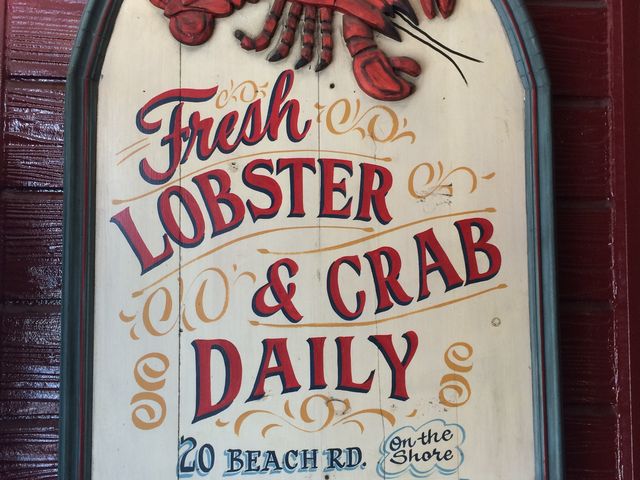 Fresh
LOBSTER
& CRAB
DAILY
20 BEACH RD.
On the
Shore